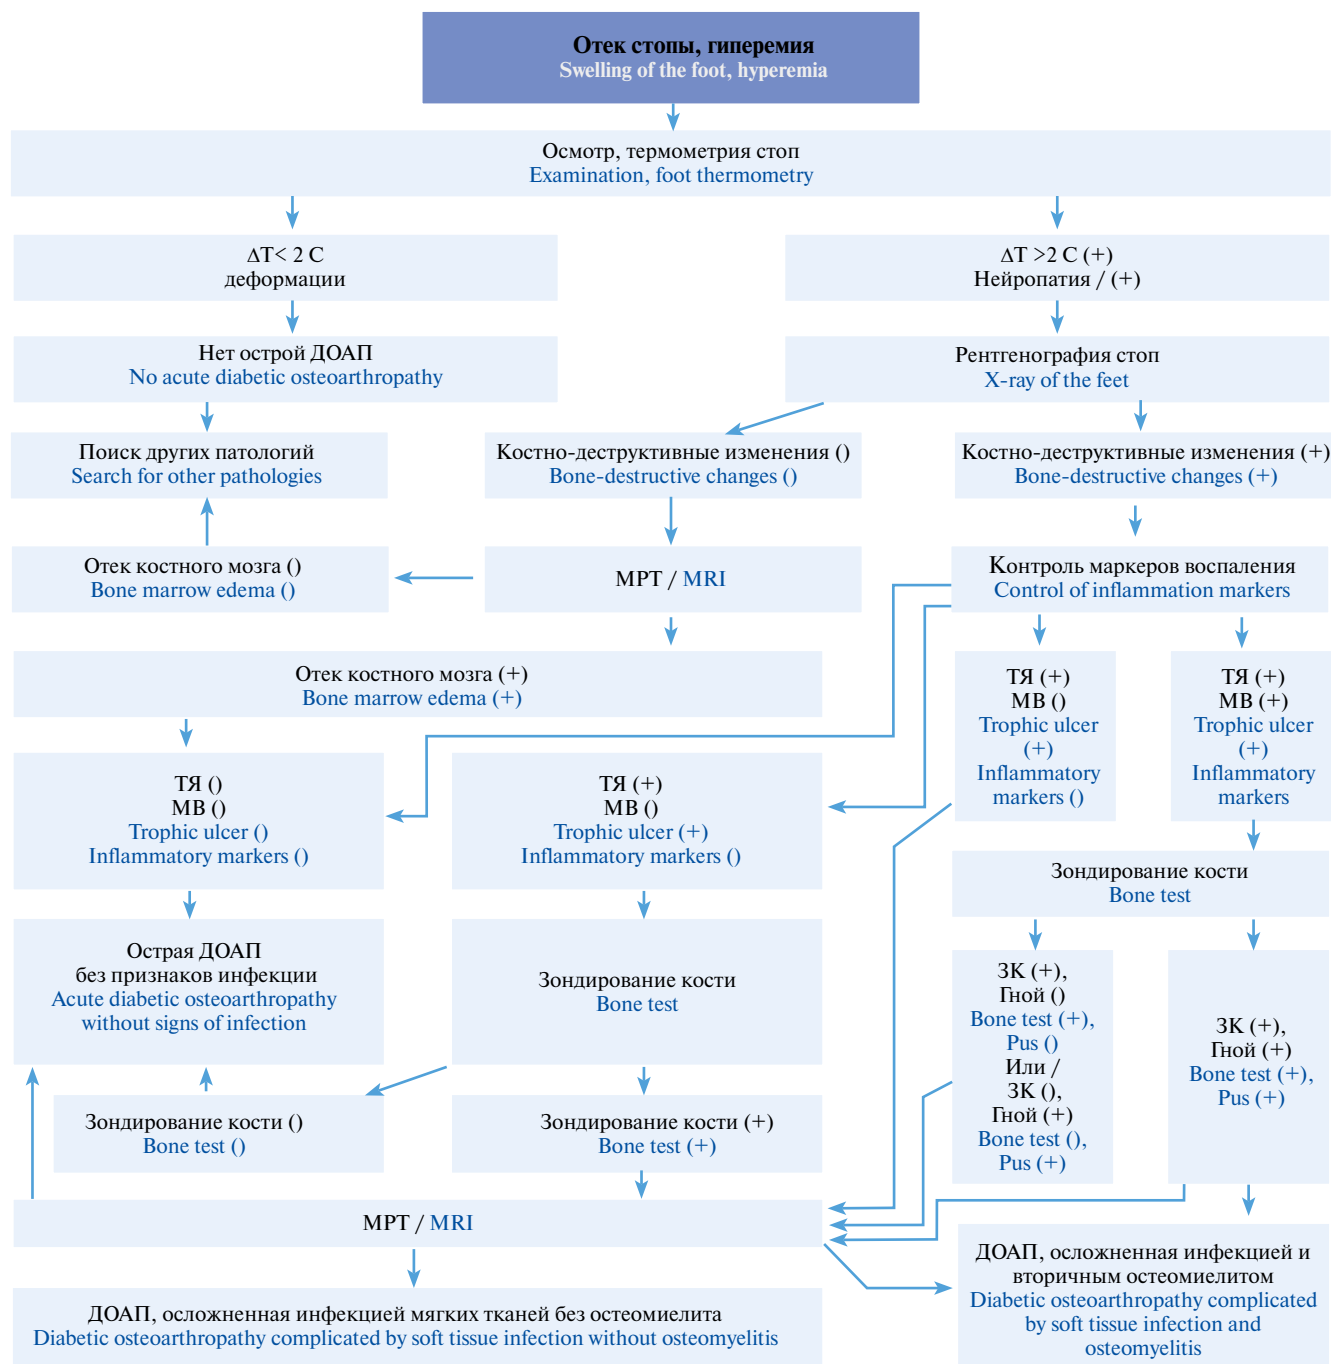 Отек стопы, гиперемия
Swelling of the foot, hyperemia
Осмотр, термометрия стоп
Examination, foot thermometry
ΔT< 2 C
деформации
ΔT >2 C (+)
Нейропатия / (+)
Нет острой ДОАП
No acute diabetic osteoarthropathy
Рентгенография стоп
X-ray of the feet
Поиск других патологий
Search for other pathologies
Костно-деструктивные изменения ()
Bone-destructive changes ()
Костно-деструктивные изменения (+)
Bone-destructive changes (+)
Отек костного мозга ()
Bone marrow edema ()
МРТ / MRI
Контроль маркеров воспаления
Control of inflammation markers
Отек костного мозга (+)
Bone marrow edema (+)
ТЯ (+)
МВ ()
Trophic ulcer
(+)
Inflammatory
markers ()
ТЯ (+)
МВ (+)
Trophic ulcer
(+)
Inflammatory
markers
ТЯ ()
МВ ()
Trophic ulcer ()
Inflammatory markers ()
ТЯ (+)
МВ ()
Trophic ulcer (+)
Inflammatory markers ()
Зондирование кости
Bone test
Острая ДОАП
без признаков инфекции
Acute diabetic osteoarthropathy
without signs of infection
Зондирование кости
Bone test
ЗК (+),
Гной ()
Bone test (+),
Pus ()
Или /
ЗК (),
Гной (+)
Bone test (),
Pus (+)
ЗК (+),
Гной (+)
Bone test (+),
Pus (+)
Зондирование кости ()
Bone test ()
Зондирование кости (+)
Bone test (+)
МРТ / MRI
ДОАП, осложненная инфекцией и
вторичным остеомиелитом
Diabetic osteoarthropathy complicated
by soft tissue infection and
osteomyelitis
ДОАП, осложненная инфекцией мягких тканей без остеомиелита
Diabetic osteoarthropathy complicated by soft tissue infection without osteomyelitis